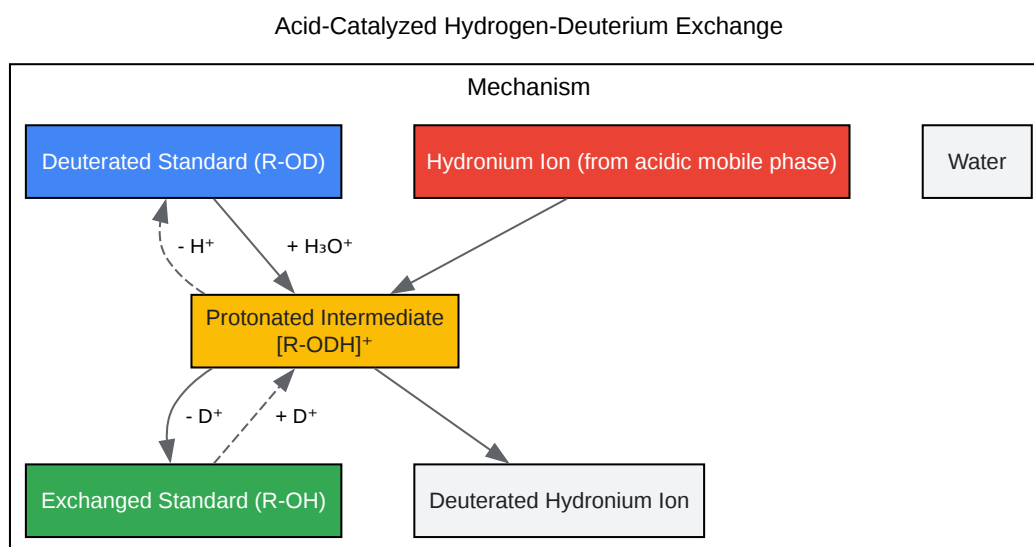 Acid-Catalyzed Hydrogen-Deuterium Exchange
Mechanism
Deuterated Standard (R-OD)
Hydronium Ion (from acidic mobile phase)
Water
- H⁺
+ H₃O⁺
Protonated Intermediate
[R-ODH]⁺
- D⁺
+ D⁺
Exchanged Standard (R-OH)
Deuterated Hydronium Ion